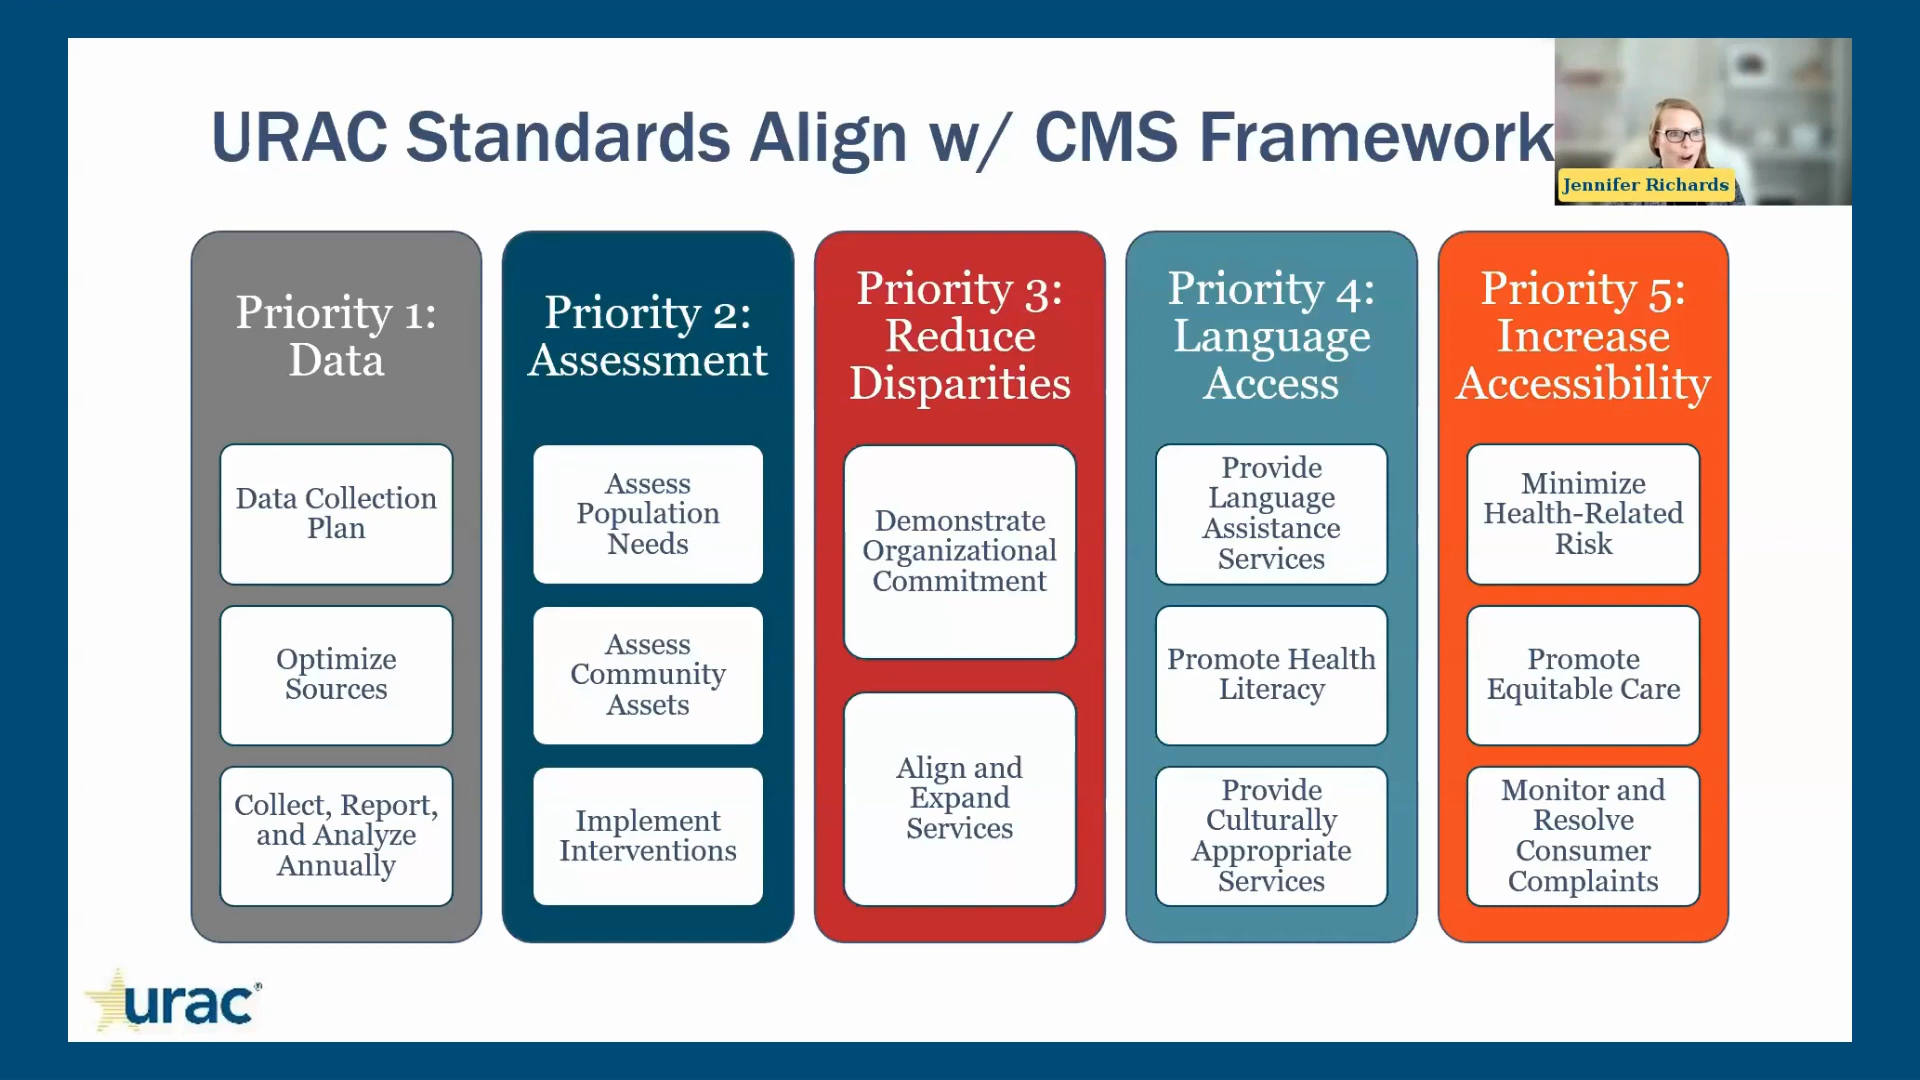 URAC Standards Align w/ CMS Framework
Jennifer Richards
Priority 1:
Data
Data Collection
Plan
Optimize
Sources
Collect, Report,
and Analyze
Annually
Priority 2:
Assessment
Assess
Population
Needs
Assess
Community
Assets
Implement
Interventions
Priority 3:
Reduce
Disparities
Demonstrate
Organizational
Commitment
Align and
Expand
Services
Priority 4:
Language
Access
Provide
Language
Assistance
Services
Promote Health
Literacy
Provide
Culturally
Appropriate
Services
Priority 5:
Increase
Accessibility
Minimize
Health-Related
Risk
Promote
Equitable Care
Monitor and
Resolve
Consumer
Complaints
urac®